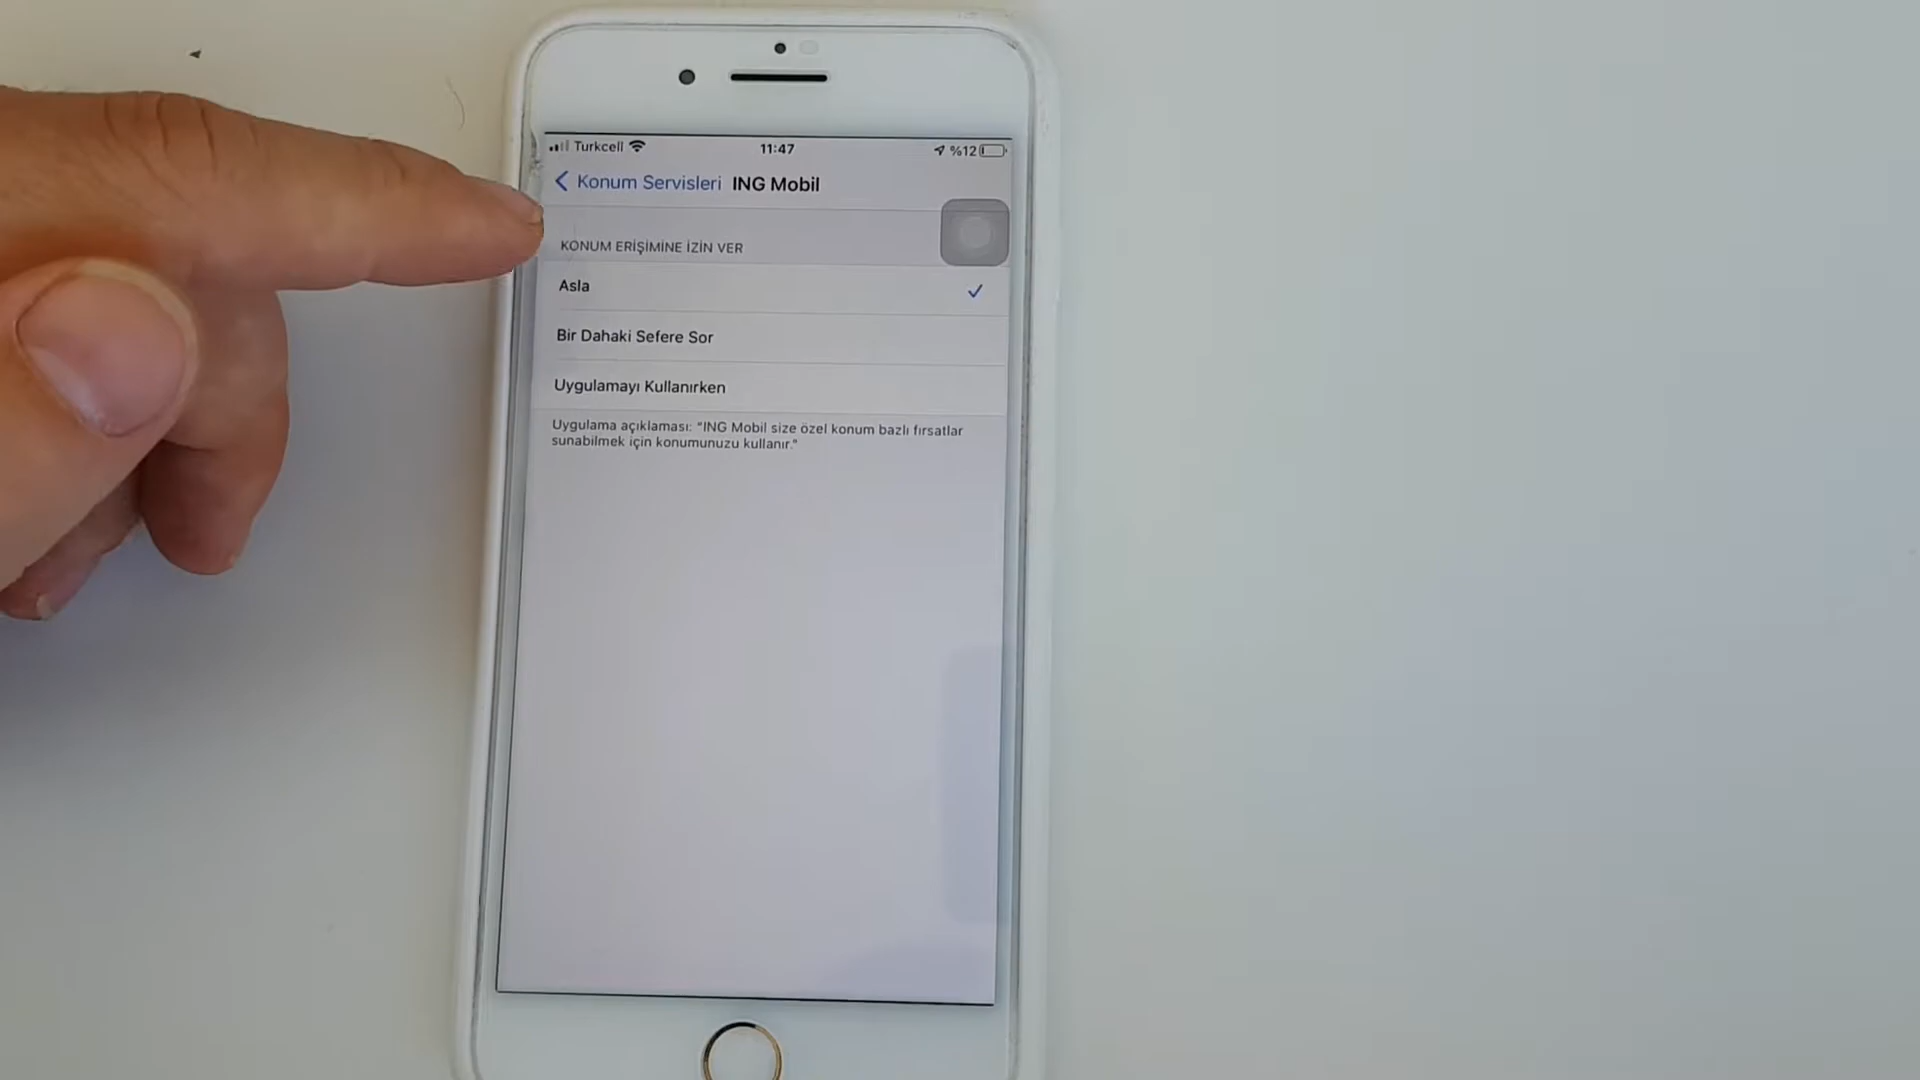 Turkcell 11:47 %12
Konum Servisleri ING Mobil
KONUM ERİŞİMİNE İZİN VER
Asla
Bir Dahaki Sefere Sor
Uygulamayı Kullanırken
Uygulama açıklaması: "ING Mobil size özel konum bazlı fırsatlar
sunabilmek için konumunuzu kullanır."